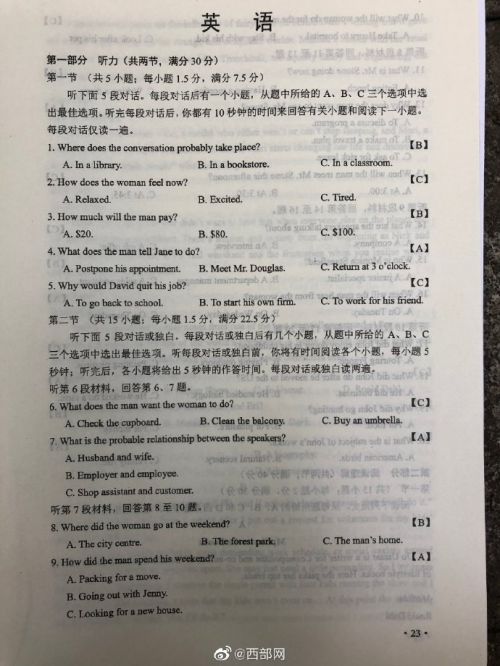 英 语
第一部分 听力（共两节，满分 30 分）
第一节 （共 5 小题；每小题 1.5 分，满分 7.5 分）
听下面 5 段对话。每段对话后有一个小题，从题中所给的 A、B、C 三个选项中选
出最佳选项。听完每段对话后，你都有 10 秒钟的时间来回答有关小题和阅读下一小题。
每段对话仅读一遍。
1. Where does the conversation probably take place? 【B】
A. In a library. B. In a bookstore. C. In a classroom.
2. How does the woman feel now? 【C】
A. Relaxed. B. Excited. C. Tired.
3. How much will the man pay? 【B】
A. $20. B. $80. C. $100.
4. What does the man tell Jane to do? 【A】
A. Postpone his appointment. B. Meet Mr. Douglas. C. Return at 3 o'clock.
5. Why would David quit his job? 【C】
A. To go back to school. B. To start his own firm. C. To work for his friend.
第二节 （共 15 小题；每小题 1.5 分，满分 22.5 分）
听下面 5 段对话或独白。每段对话或独白后有几个小题，从题中所给的 A、B、C
三个选项中选出最佳选项。听每段对话或独白前，你将有时间阅读各个小题，每小题 5
秒钟；听完后，各小题将给出 5 秒钟的作答时间。每段对话或独白读两遍。
听第 6 段材料，回答第 6、7 题。
6. What does the man want the woman to do? 【C】
A. Check the cupboard. B. Clean the balcony. C. Buy an umbrella.
7. What is the probable relationship between the speakers? 【A】
A. Husband and wife.
B. Employer and employee.
C. Shop assistant and customer.
听第 7 段材料，回答第 8 至 10 题。
8. Where did the woman go at the weekend? 【B】
A. The city centre. B. The forest park. C. The man's home.
9. How did the man spend his weekend? 【A】
A. Packing for a move.
B. Going out with Jenny.
C. Looking for a new house.
· 23 ·
@西部网